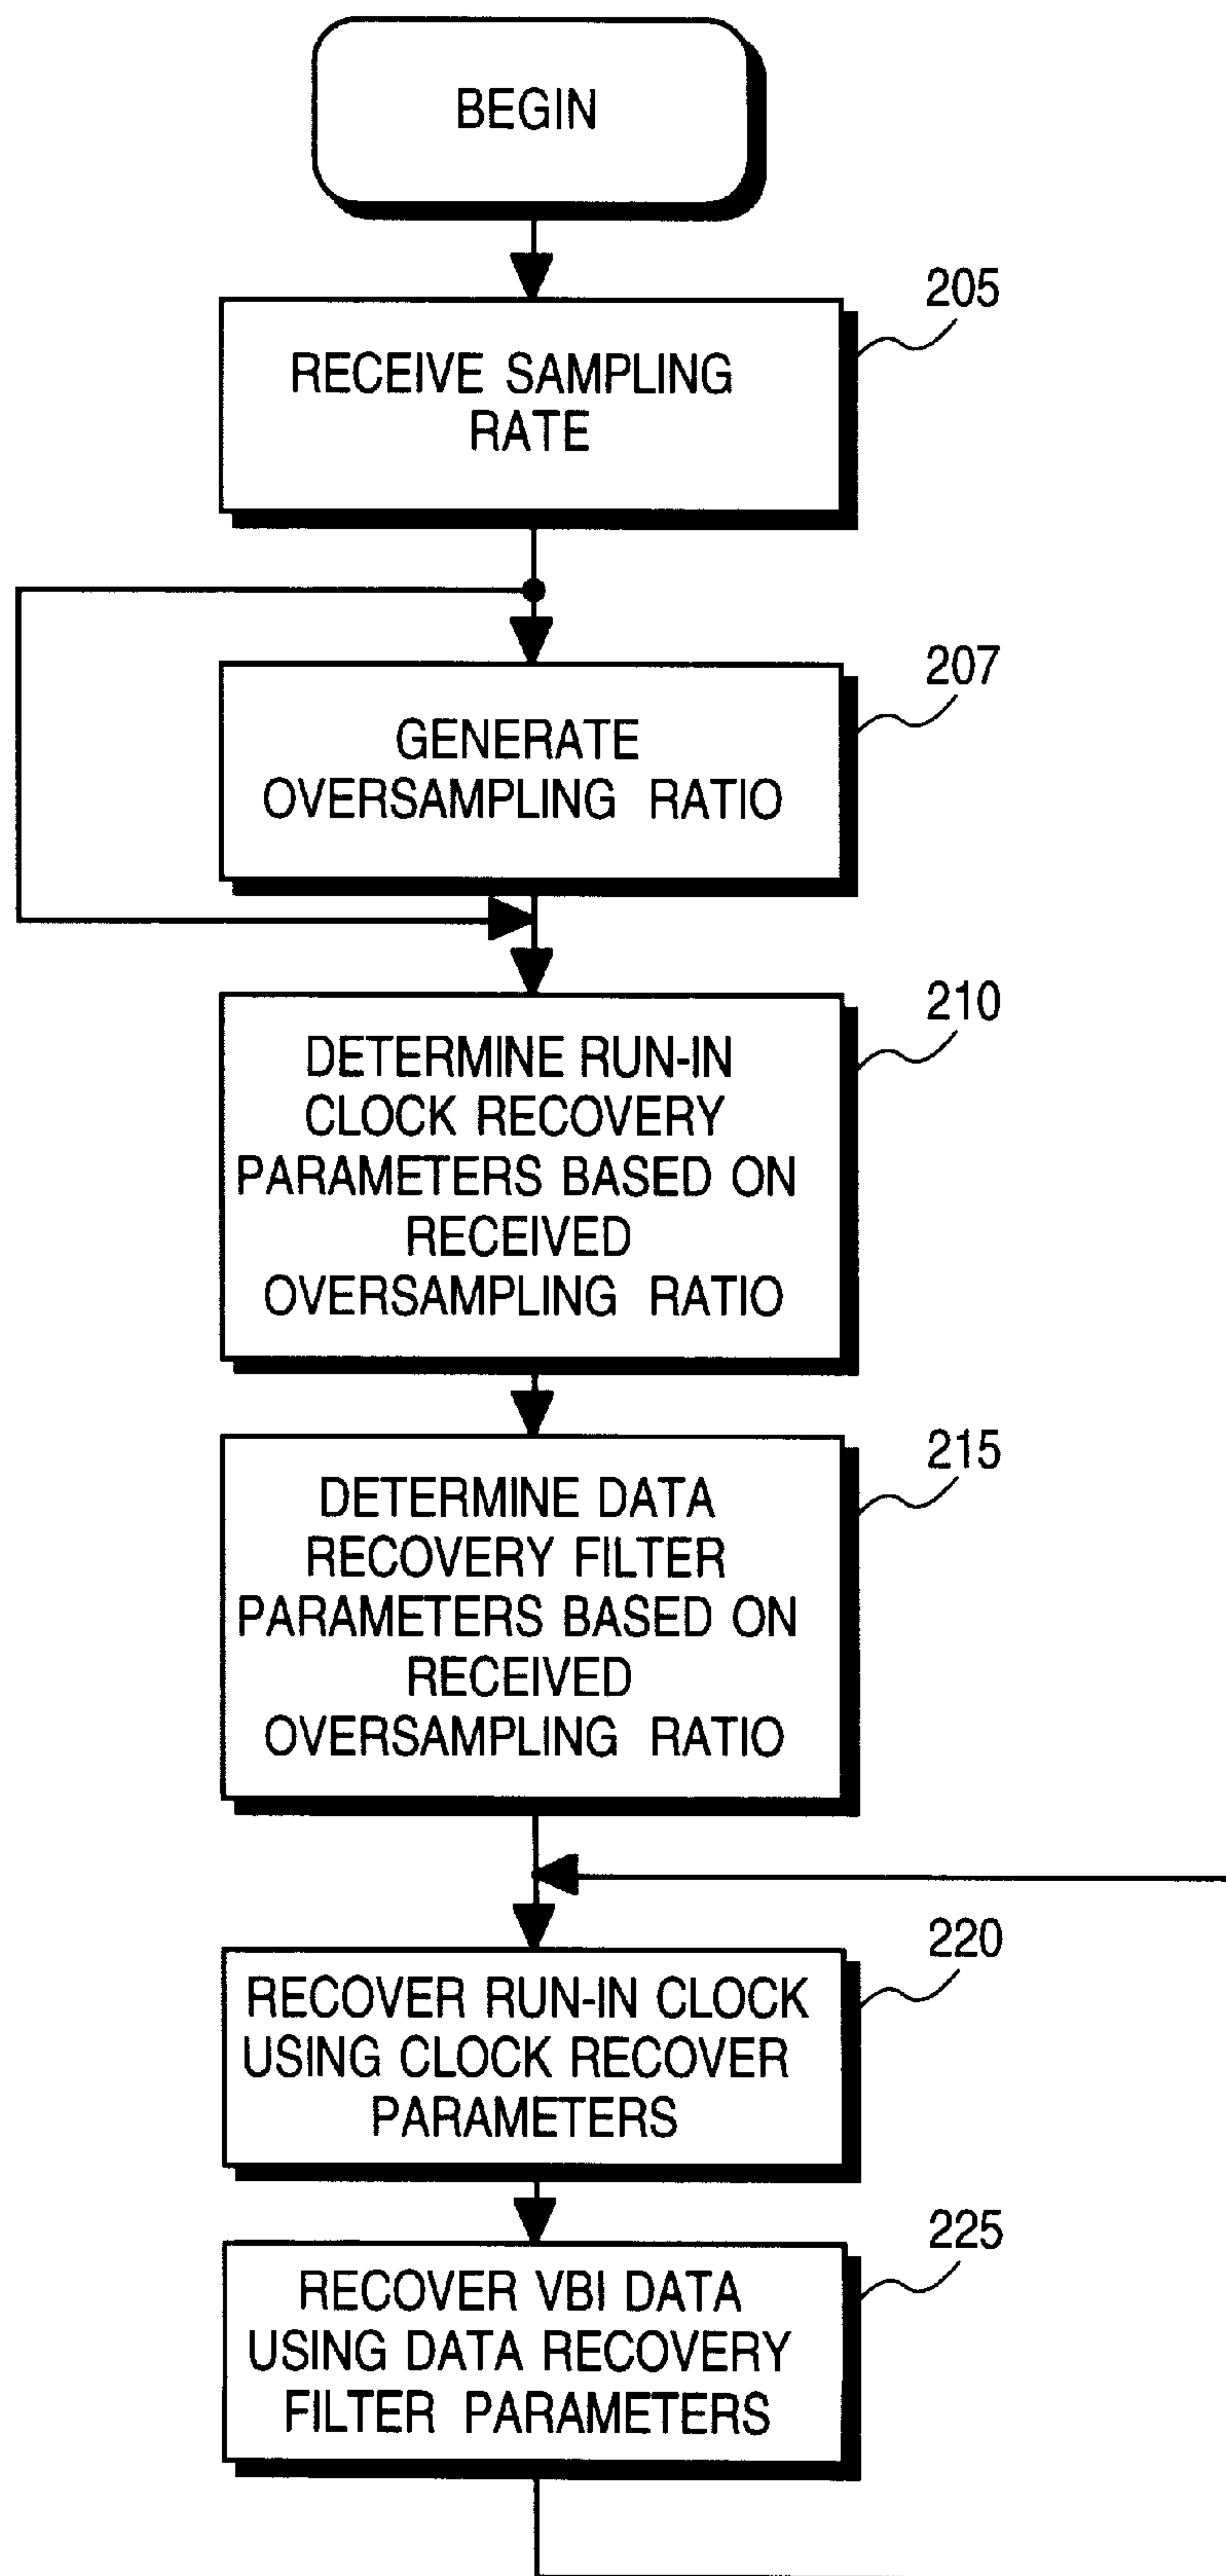 BEGIN
205
RECEIVE SAMPLING
RATE
207
GENERATE
OVERSAMPLING RATIO
210
DETERMINE RUN-IN
CLOCK RECOVERY
PARAMETERS BASED ON
RECEIVED
OVERSAMPLING RATIO
215
DETERMINE DATA
RECOVERY FILTER
PARAMETERS BASED ON
RECEIVED
OVERSAMPLING RATIO
220
RECOVER RUN-IN CLOCK
USING CLOCK RECOVER
PARAMETERS
225
RECOVER VBI DATA
USING DATA RECOVERY
FILTER PARAMETERS